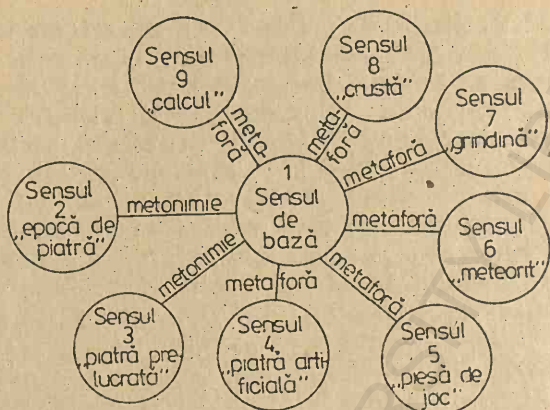 Sensul
9
„calcul"
meta-
foră
Sensul
8
„crustă"
meta-
foră
Sensul
7
„grindină"
metaforă
1
Sensul
de
bază
Sensul
2
„epocă de
piatră"
metonimie
metaforă
Sensul
6
„meteorit"
metonimie
Sensul
3
„piatră pre-
lucrată"
metaforă
Sensul
4
„piatră arti-
ficială"
metaforă
Sensul
5
„piesă de
joc"